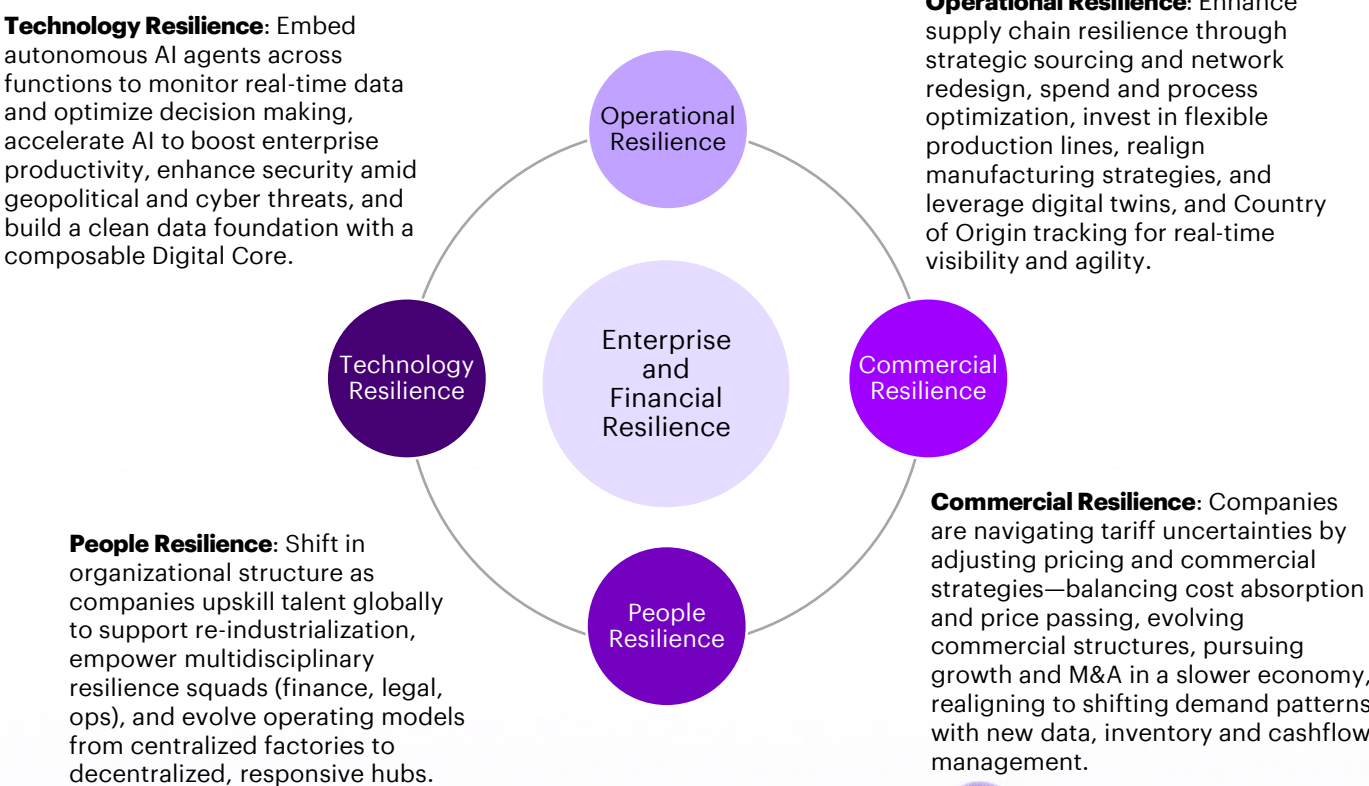 Technology Resilience: Embed
autonomous AI agents across
functions to monitor real-time data
and optimize decision making,
accelerate AI to boost enterprise
productivity, enhance security amid
geopolitical and cyber threats, and
build a clean data foundation with a
composable Digital Core.
Operational Resilience: Enhance
supply chain resilience through
strategic sourcing and network
redesign, spend and process
optimization, invest in flexible
production lines, realign
manufacturing strategies, and
leverage digital twins, and Country
of Origin tracking for real-time
visibility and agility.
Operational
Resilience
Technology
Resilience
Enterprise
and
Financial
Resilience
Commercial
Resilience
People
Resilience
People Resilience: Shift in
organizational structure as
companies upskill talent globally
to support re-industrialization,
empower multidisciplinary
resilience squads (finance, legal,
ops), and evolve operating models
from centralized factories to
decentralized, responsive hubs.
Commercial Resilience: Companies
are navigating tariff uncertainties by
adjusting pricing and commercial
strategies—balancing cost absorption
and price passing, evolving
commercial structures, pursuing
growth and M&A in a slower economy,
realigning to shifting demand patterns
with new data, inventory and cashflow
management.